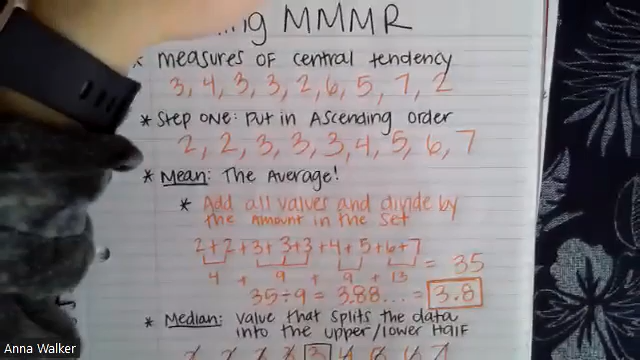 MMMR
* measures of central tendency
3, 4, 3, 3, 2, 6, 5, 7, 2
* Step one: Put in Ascending order
2, 2, 3, 3, 3, 4, 5, 6, 7
* Mean: The Average!
* Add all values and divide by
the Amount in the set
2+2+3+3+3+4+5+6+7
4 + 9 + 9 + 13 = 35
35÷9 = 3.88... = 3.8
* Median: value that splits the data
into the upper/lower Half
3
Anna Walker